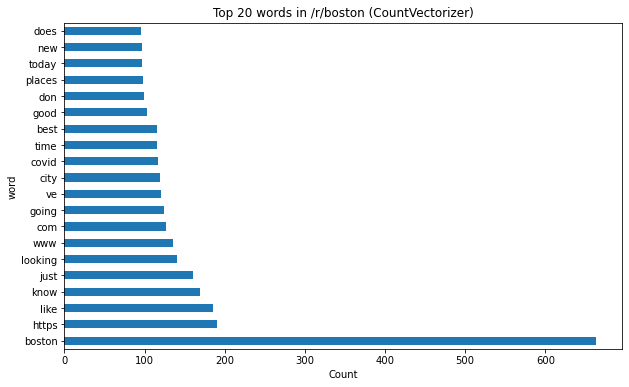 Top 20 words in /r/boston (CountVectorizer)
does
new
today
places
don
good
best
time
covid
city
ve
going
com
www
looking
just
know
like
https
boston
word
0 100 200 300 400 500 600
Count